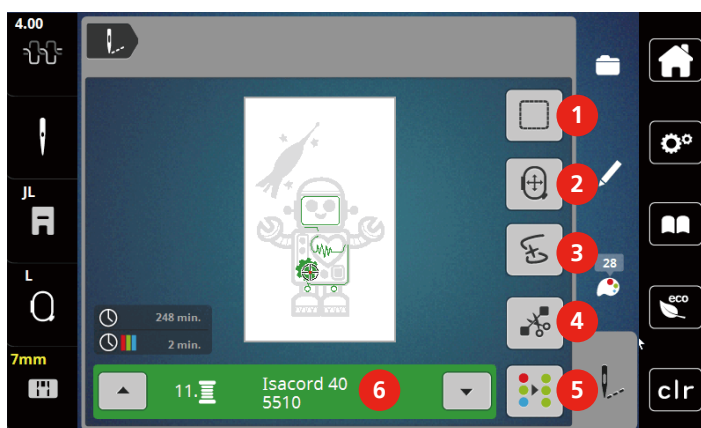 4.00
JL
L
7mm
1
2
3
28
4
eco
248 min.
2 min.
11.
Isacord 40
5510
6
5
clr